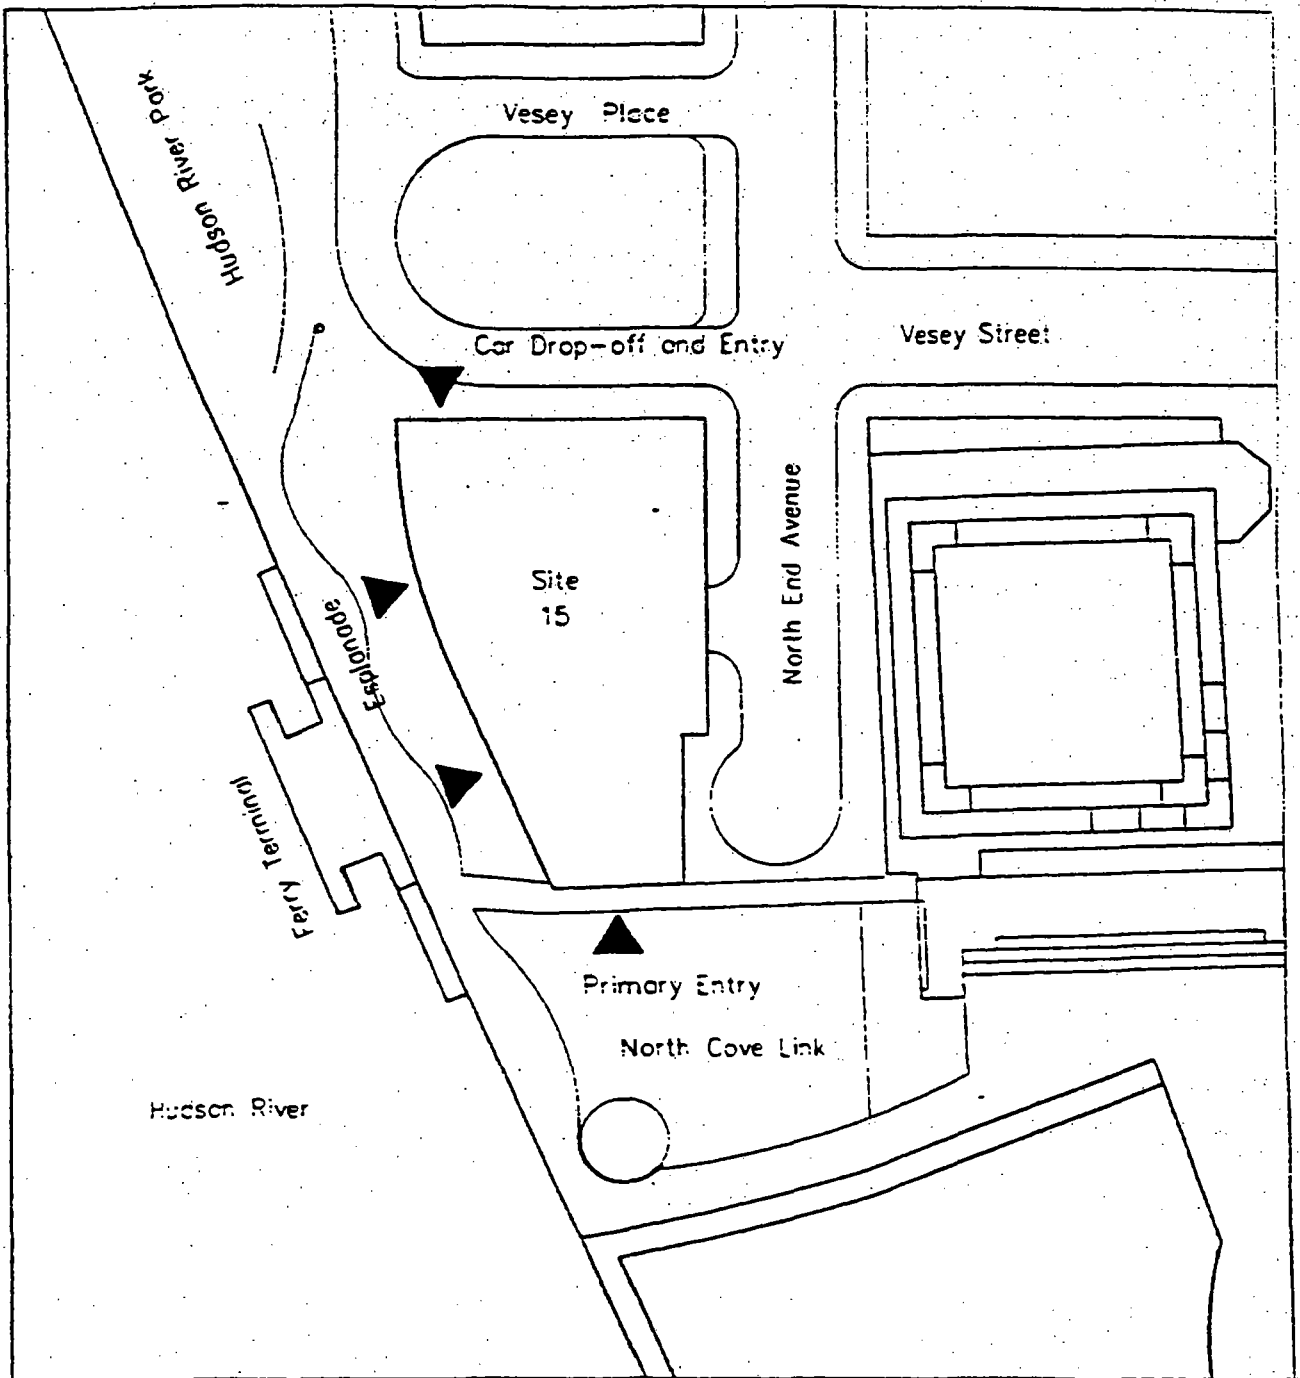 Vesey Place
Hudson River Park
Car Drop-off and Entry
Vesey Street
North End Avenue
Site
15
Esplanade
Ferry Terminal
Primary Entry
North Cove Link
Hudson River